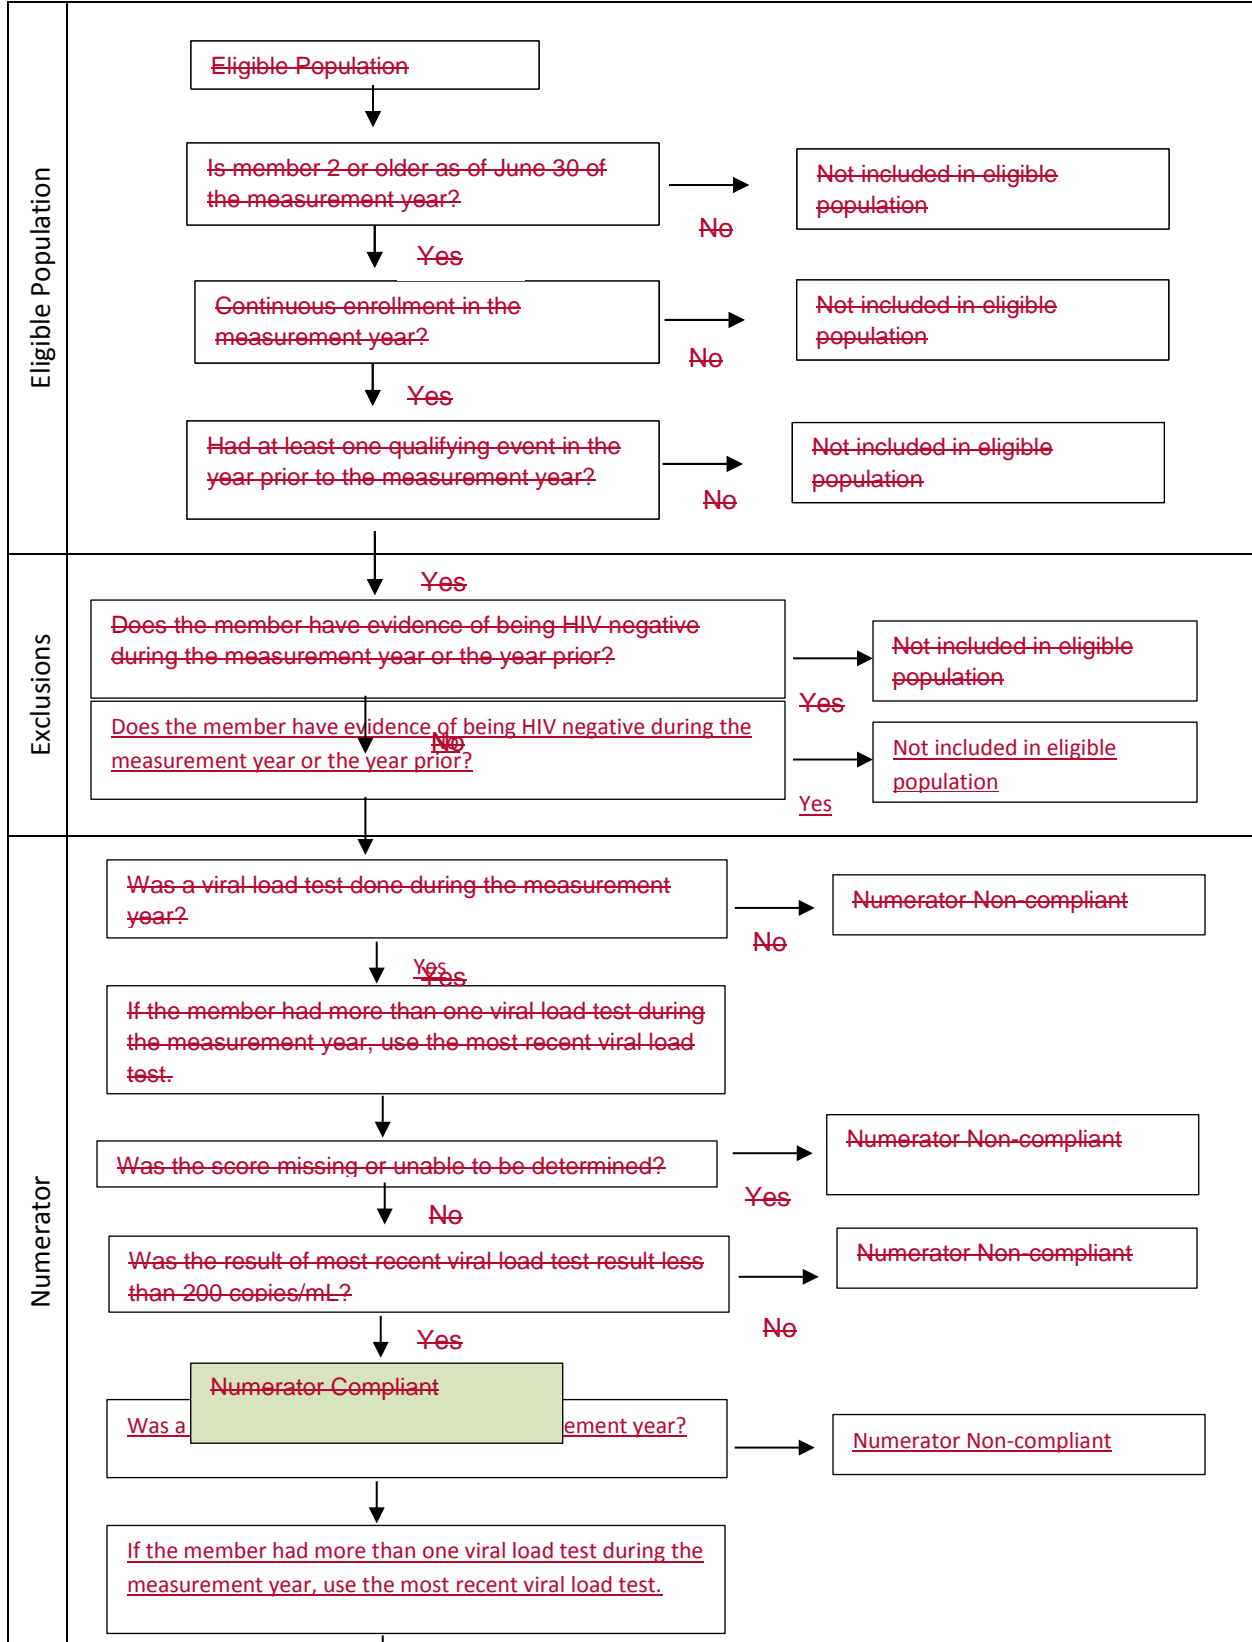 Eligible Population
Eligible Population
Is member 2 or older as of June 30 of
the measurement year?
Not included in eligible
population
No
Yes
Continuous enrollment in the
measurement year?
Not included in eligible
population
No
Yes
Had at least one qualifying event in the
year prior to the measurement year?
Not included in eligible
population
No
Exclusions
Yes
Does the member have evidence of being HIV negative
during the measurement year or the year prior?
Not included in eligible
population
Yes
Does the member have evidence of being HIV negative during the
measurement year or the year prior?
No
No
Not included in eligible
population
Yes
Numerator
Was a viral load test done during the measurement
year?
Numerator Non-compliant
No
Yes
Yes
If the member had more than one viral load test during
the measurement year, use the most recent viral load
test.
Was the score missing or unable to be determined?
Numerator Non-compliant
Yes
No
Was the result of most recent viral load test result less
than 200 copies/mL?
Numerator Non-compliant
No
Yes
Numerator Compliant
Was a ement year?
Numerator Non-compliant
If the member had more than one viral load test during the
measurement year, use the most recent viral load test.